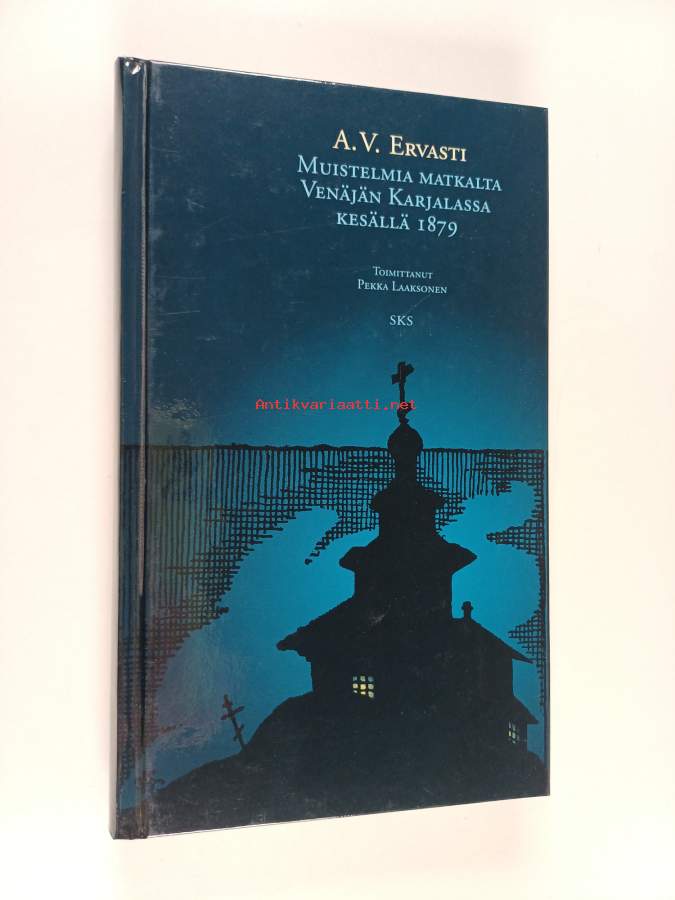 A. V. Ervasti
Muistelmia matkalta
Venäjän Karjalassa
kesällä 1879
Toimittanut
Pekka Laaksonen
SKS
Antikvariaatti.net